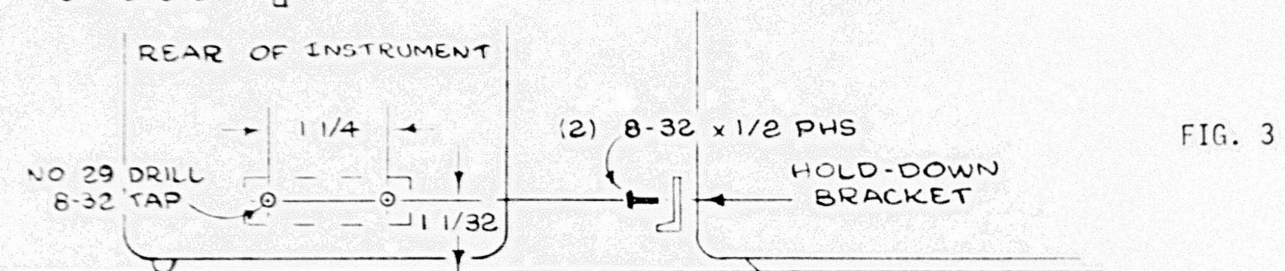 REAR OF INSTRUMENT
1 1/4
(2) 8-32 x 1/2 PHS
FIG. 3
NO 29 DRILL
8-32 TAP
HOLD-DOWN
BRACKET
1 1/32